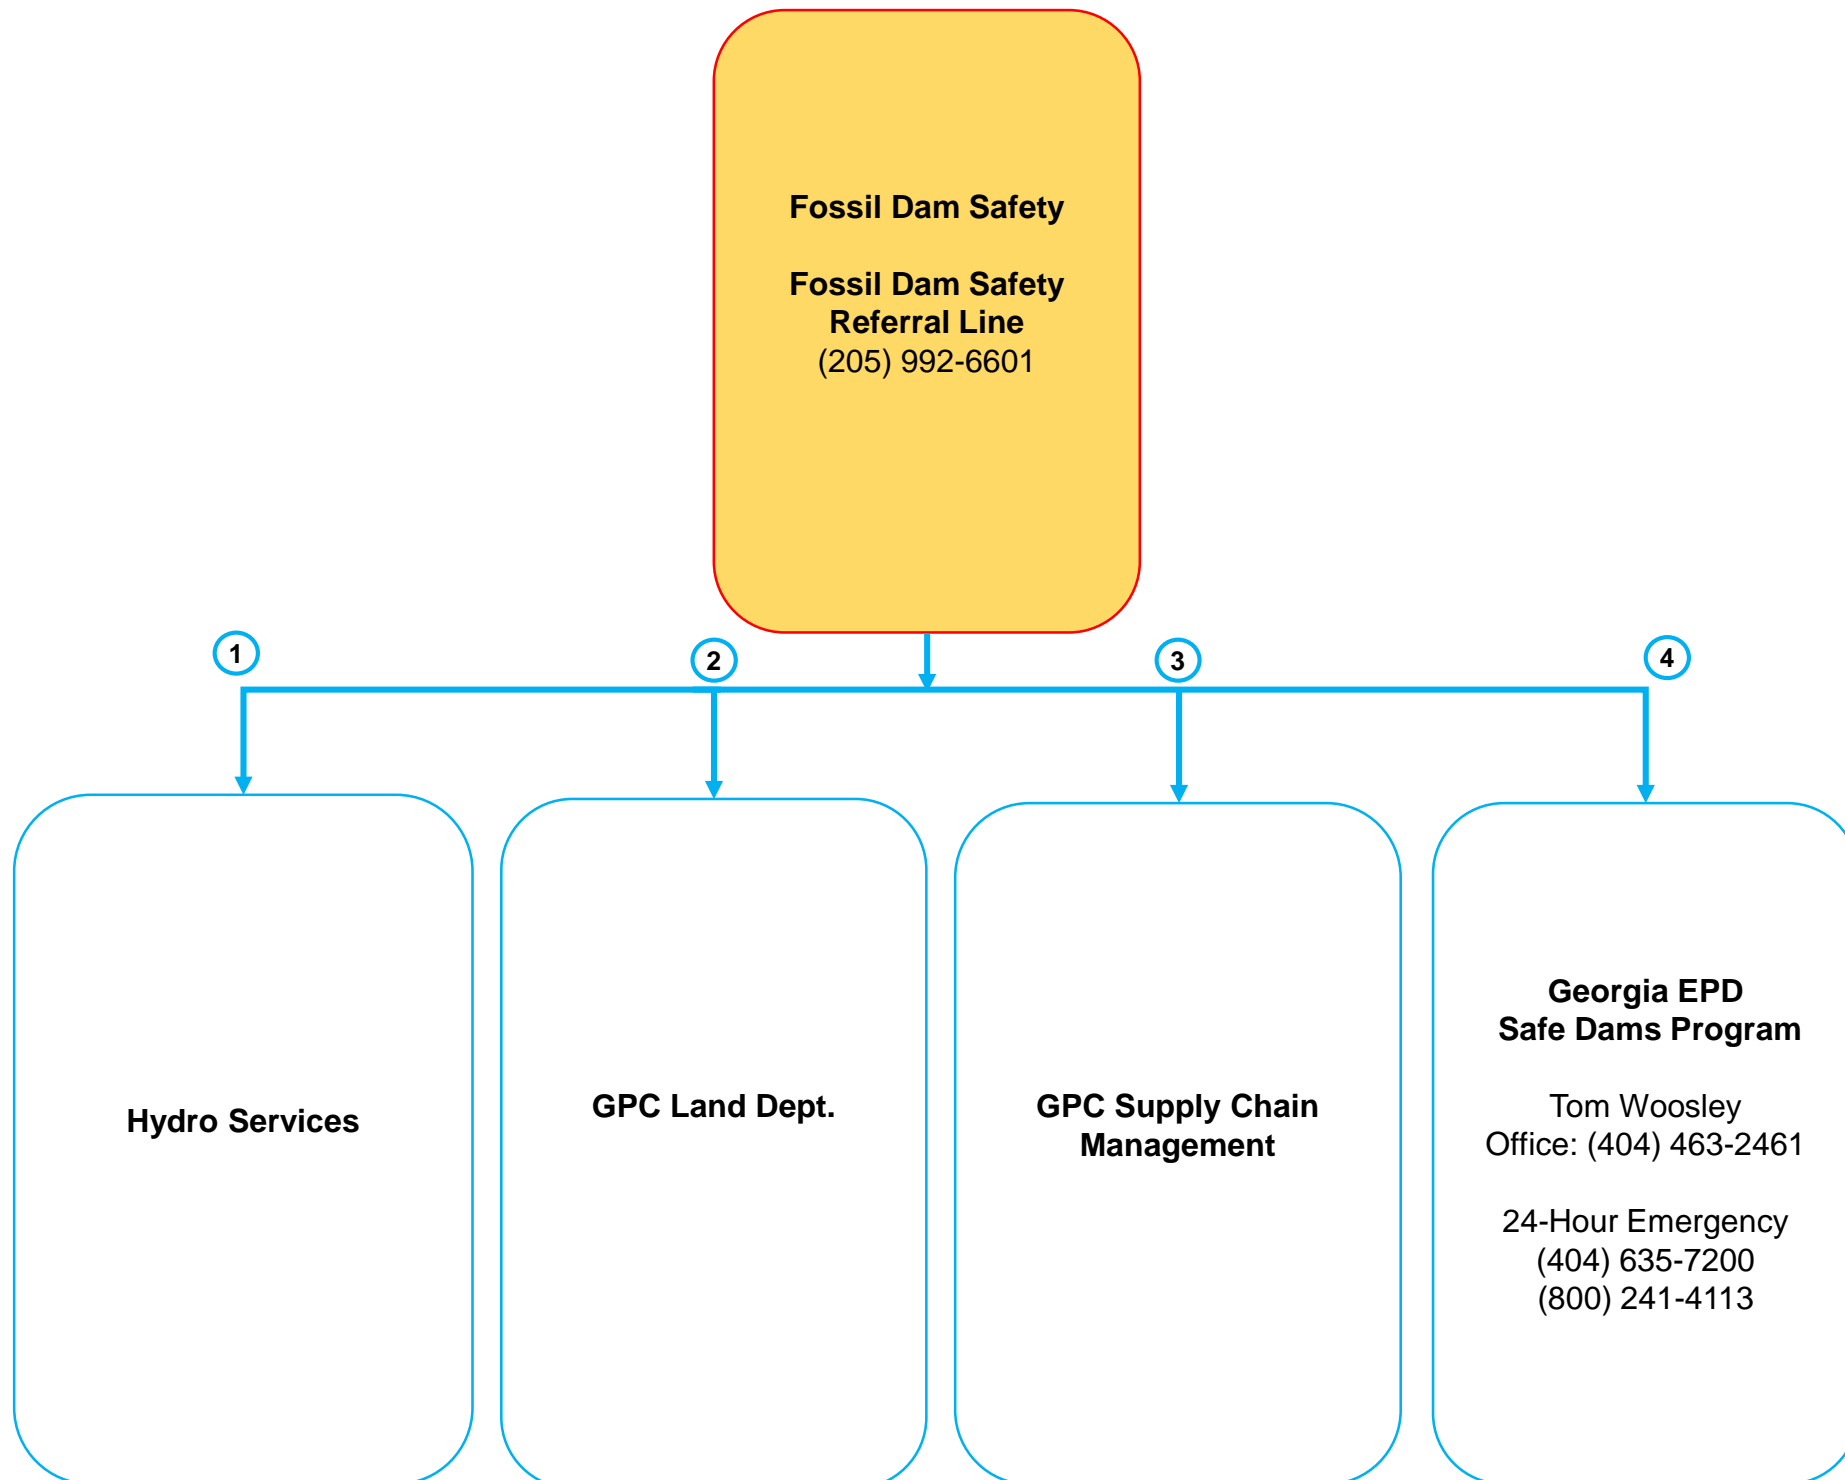 Fossil Dam Safety
Fossil Dam Safety
Referral Line
(205) 992-6601
1
2
3
4
Hydro Services
GPC Land Dept.
GPC Supply Chain
Management
Georgia EPD
Safe Dams Program
Tom Woosley
Office: (404) 463-2461
24-Hour Emergency
(404) 635-7200
(800) 241-4113